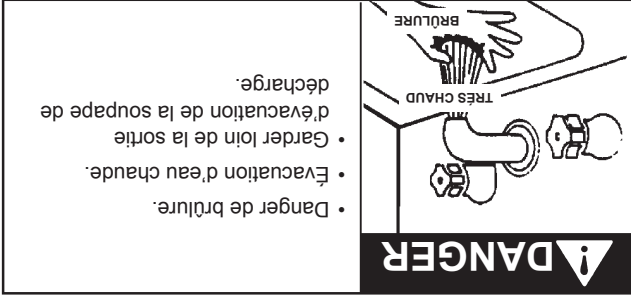 DANGER
TRÉS CHAUD
BRÛLURE
• Danger de brûlure.
• Évacuation d'eau chaude.
• Garder loin de la sortie
d'évacuation de la soupape de
décharge.